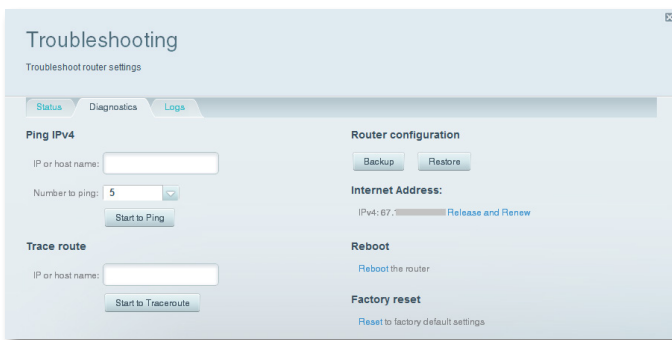 Troubleshooting
Troubleshoot router settings
Status
Diagnostics
Logs
Ping IPv4
IP or host name:
Number to ping: 5
Start to Ping
Trace route
IP or host name:
Start to Traceroute
Router configuration
Backup
Restore
Internet Address:
IPv4: 67. Release and Renew
Reboot
Reboot the router
Factory reset
Reset to factory default settings